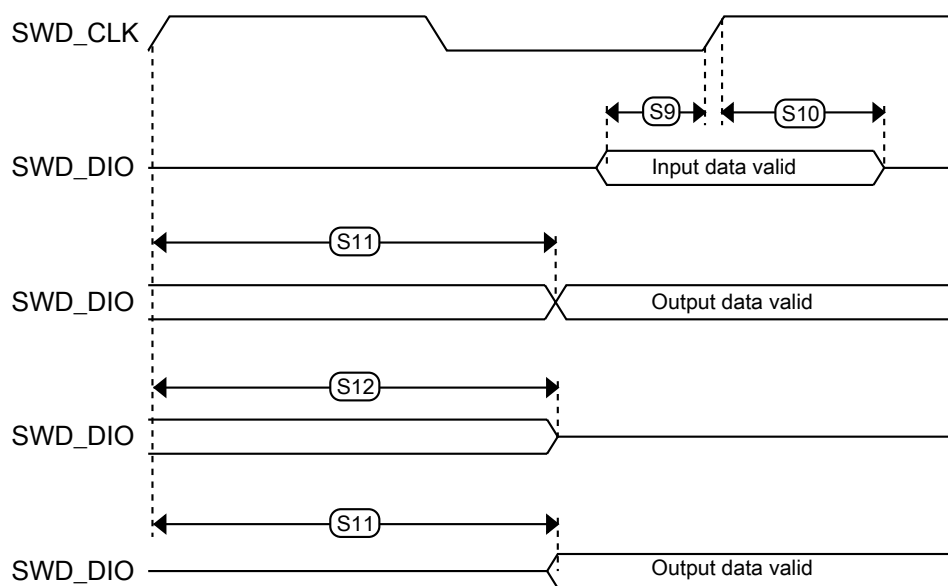 SWD_CLK
S9
S10
SWD_DIO
Input data valid
S11
SWD_DIO
Output data valid
S12
SWD_DIO
S11
SWD_DIO
Output data valid